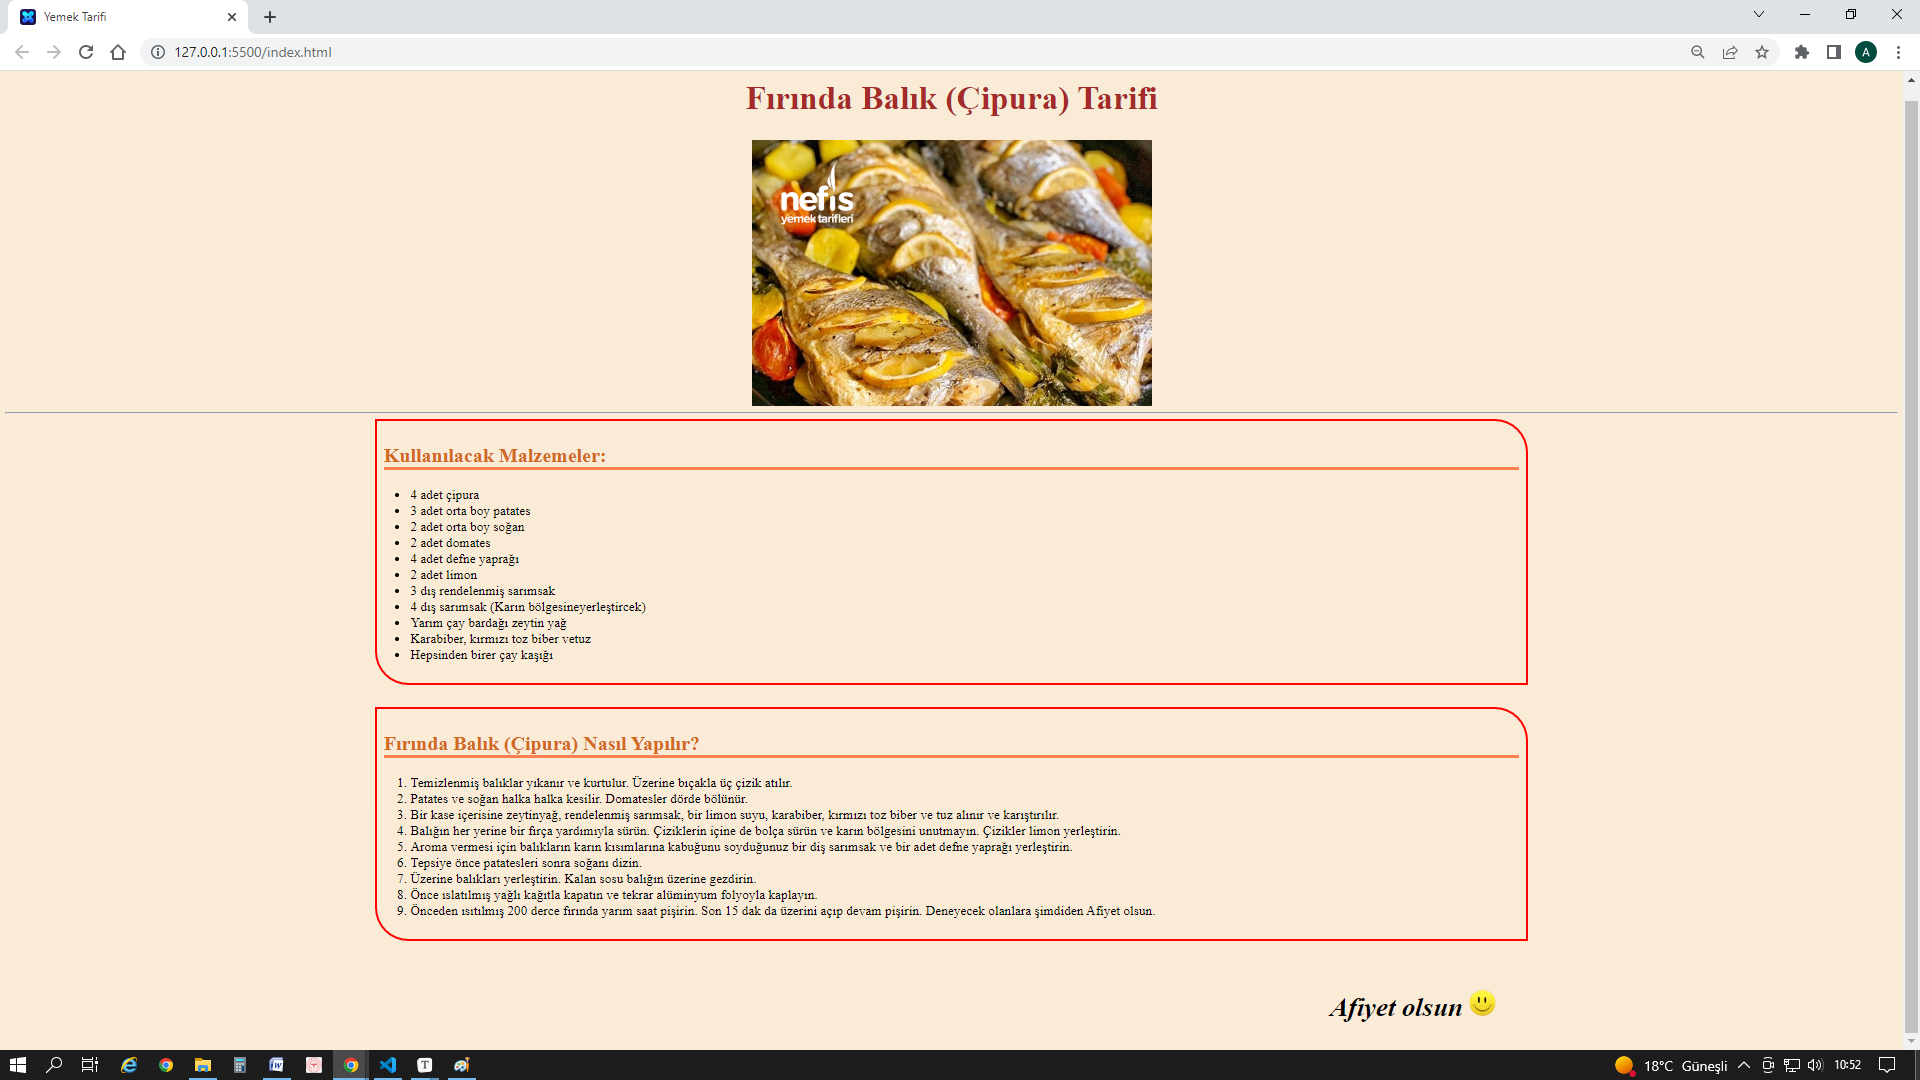 Yemek Tarifi
127.0.0.1:5500/index.html
A
Fırında Balık (Çipura) Tarifi
nefis
yemek tarifleri
Kullanılacak Malzemeler:
• 4 adet çipura
• 3 adet orta boy patates
• 2 adet orta boy soğan
• 2 adet domates
• 4 adet defne yaprağı
• 2 adet limon
• 3 dış rendelenmiş sarımsak
• 4 dış sarımsak (Karın bölgesineyerleştircek)
• Yarım çay bardağı zeytin yağ
• Karabiber, kırmızı toz biber vetuz
• Hepsinden birer çay kaşığı
Fırında Balık (Çipura) Nasıl Yapılır?
1. Temizlenmiş balıklar yıkanır ve kurtulur. Üzerine bıçakla üç çizik atılır.
2. Patates ve soğan halka halka kesilir. Domatesler dörde bölünür.
3. Bir kase içerisine zeytinyağ, rendelenmiş sarımsak, bir limon suyu, karabiber, kırmızı toz biber ve tuz alınır ve karıştırılır.
4. Balığın her yerine bir fırça yardımıyla sürün. Çiziklerin içine de bolça sürün ve karın bölgesini unutmayın. Çizikler limon yerleştirin.
5. Aroma vermesi için balıkların karın kısımlarına kabuğunu soyduğunuz bir diş sarımsak ve bir adet defne yaprağı yerleştirin.
6. Tepsiye önce patatesleri sonra soğanı dizin.
7. Üzerine balıkları yerleştirin. Kalan sosu balığın üzerine gezdirin.
8. Önce ıslatılmış yağlı kağıtla kapatın ve tekrar alüminyum folyoyla kaplayın.
9. Önceden ısıtılmış 200 derce fırında yarım saat pişirin. Son 15 dak da üzerini açıp devam pişirin. Deneyecek olanlara şimdiden Afiyet olsun.
Afiyet olsun
18°C Güneşli
10:52